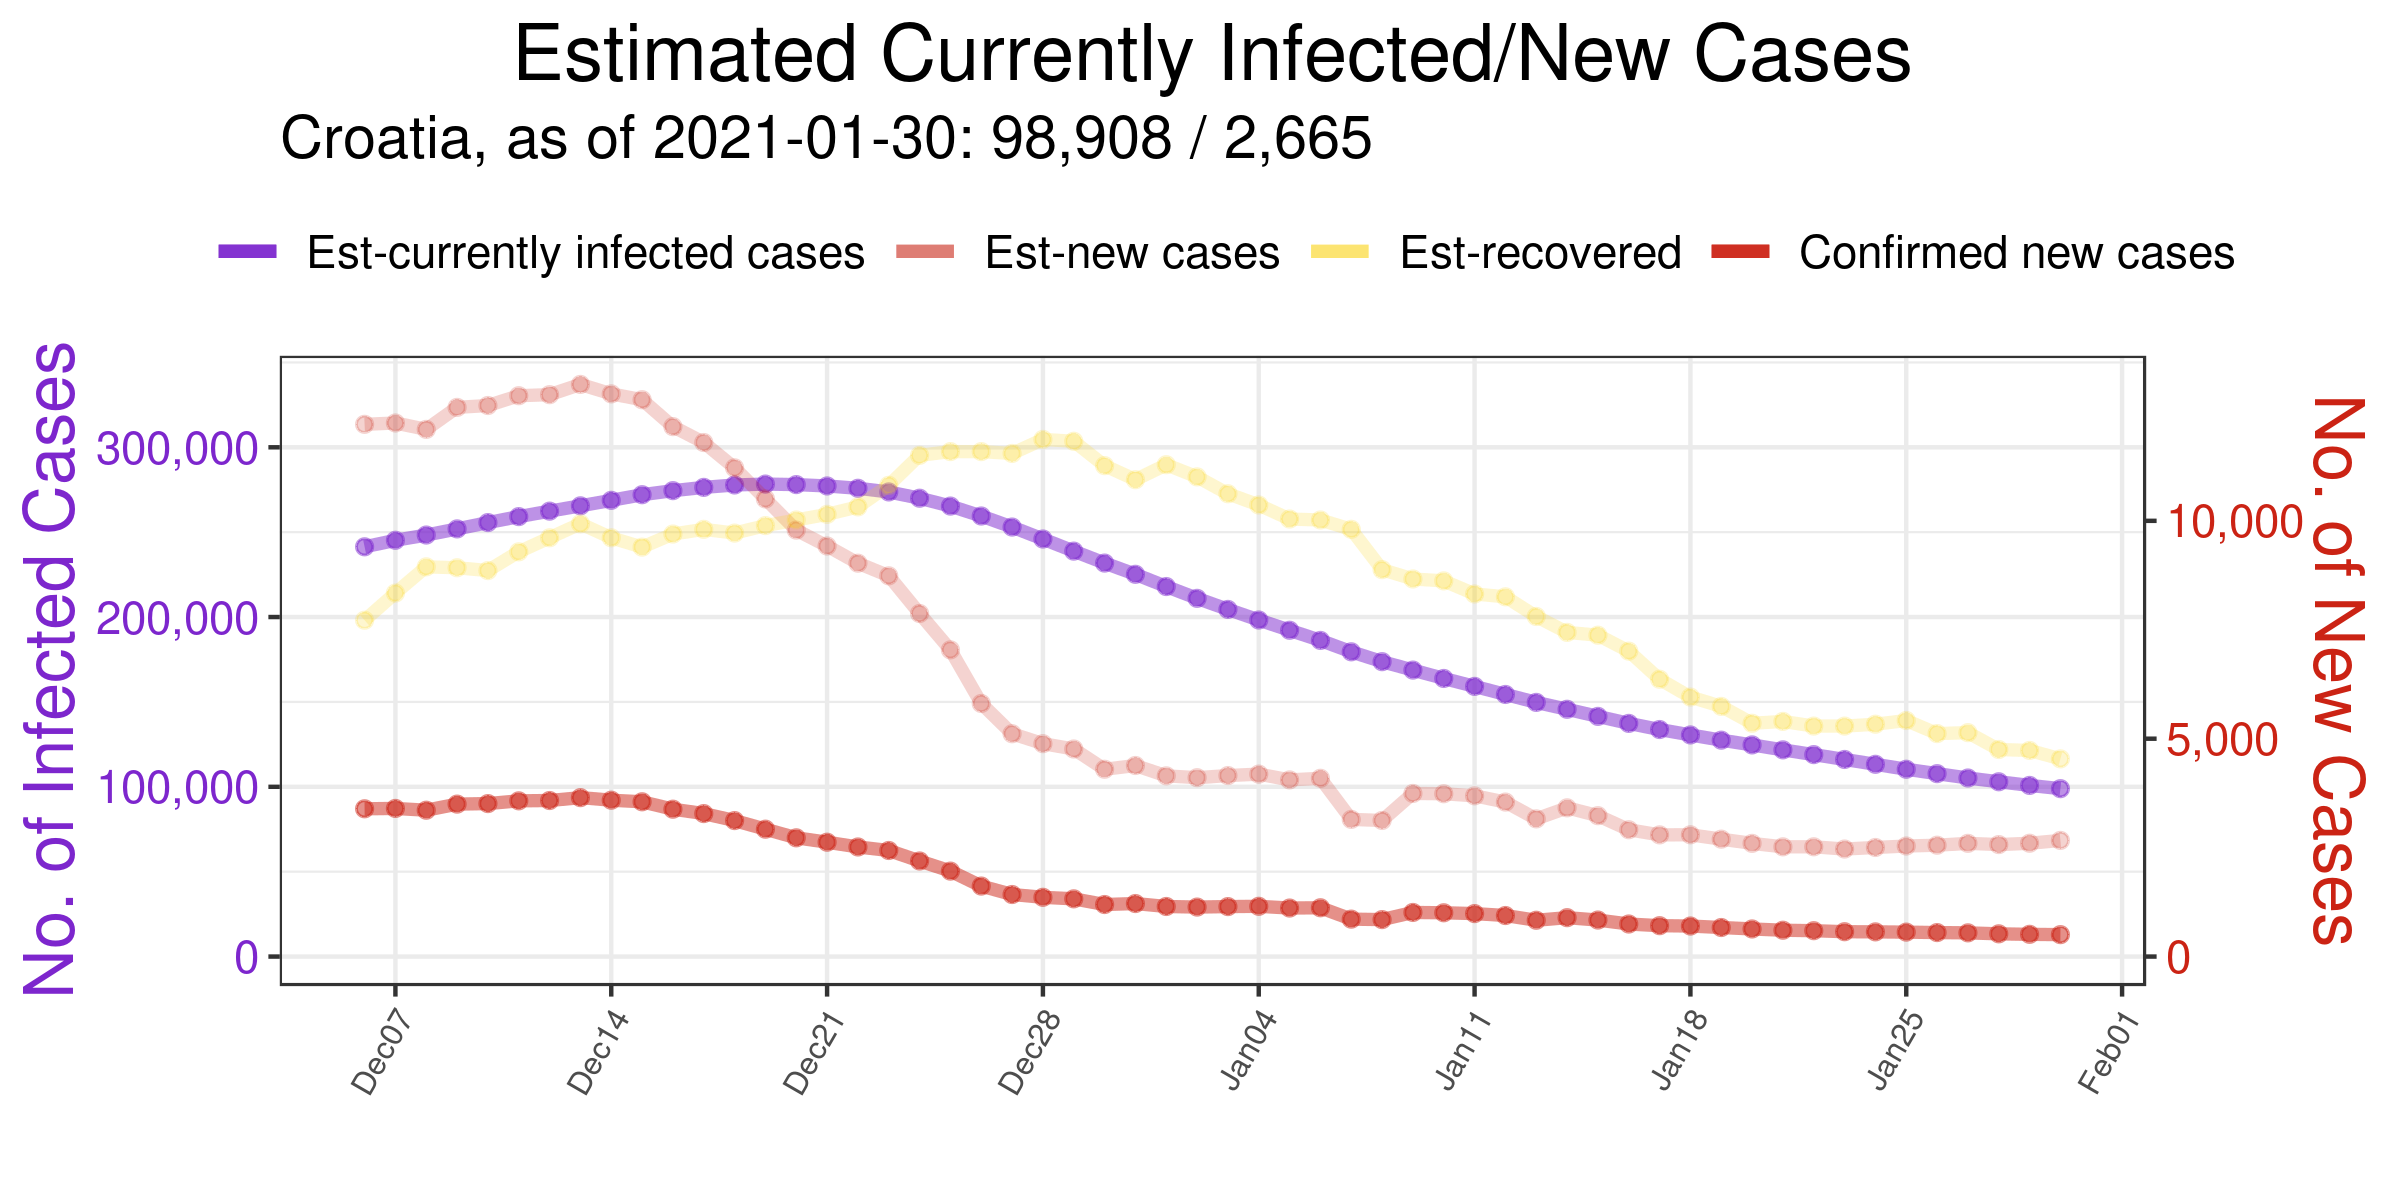 Estimated Currently Infected/New Cases
Croatia, as of 2021-01-30: 98,908 / 2,665
Est-currently infected cases Est-new cases Est-recovered Confirmed new cases
No. of Infected Cases
300,000
200,000
100,000
0
10,000
5,000
0
No. of New Cases
Dec07 Dec14 Dec21 Dec28 Jan04 Jan11 Jan18 Jan25 Feb01